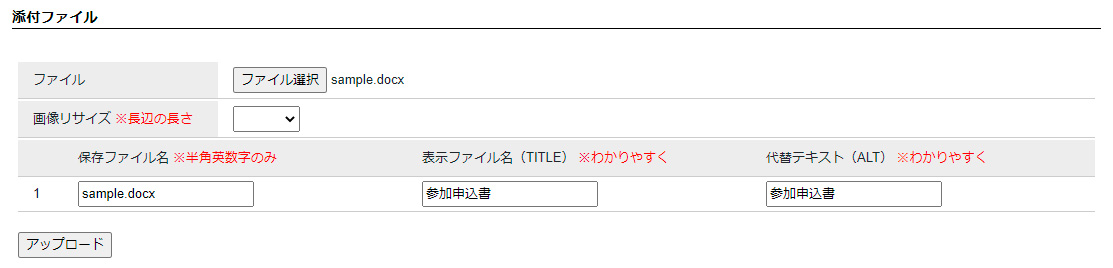 添付ファイル
ファイル ファイル選択 sample.docx
画像リサイズ ※長辺の長さ
保存ファイル名 ※半角英数字のみ 表示ファイル名（TITLE） ※わかりやすく 代替テキスト（ALT） ※わかりやすく
1 sample.docx 参加申込書 参加申込書
アップロード